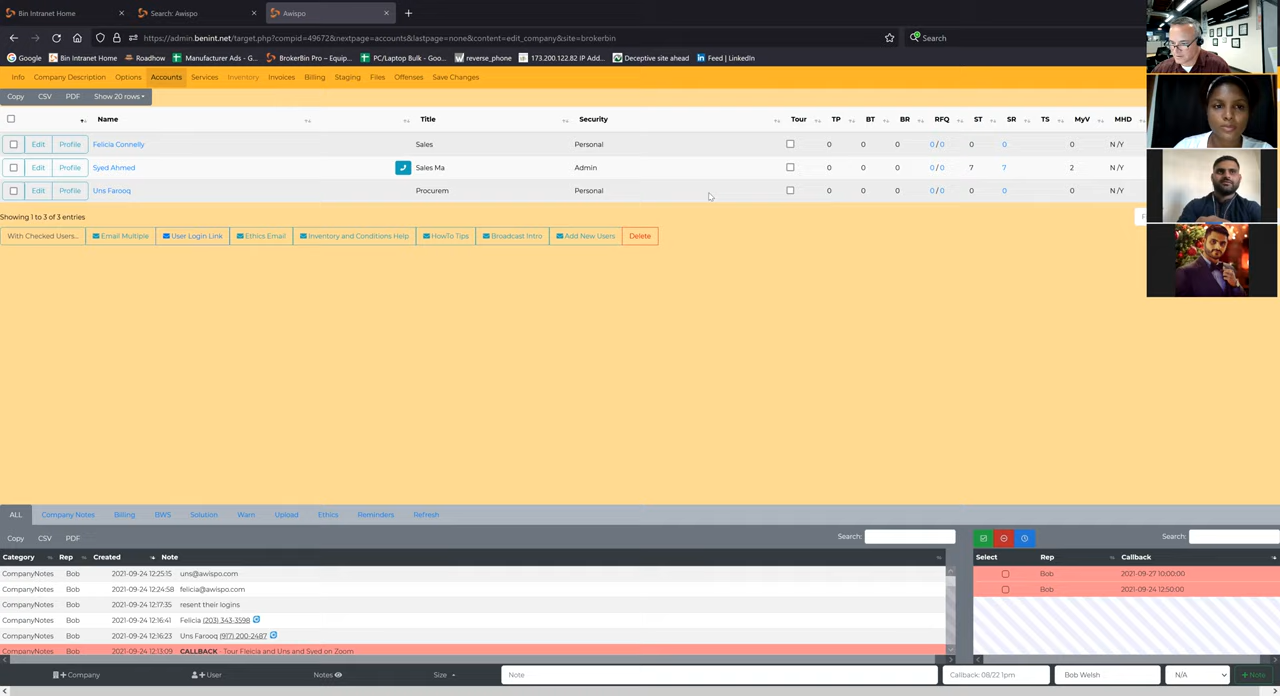 Bin Intranet Home
Search: Awispo
Awispo
https://admin.benint.net/target.php?compid=49672&nextpage=accounts&lastpage=none&content=edit_company&site=brokerbin
Search
Google Bin Intranet Home Roadhow Manufacturer Ads - G... BrokerBin Pro – Equip... PC/Laptop Bulk - Goo... reverse_phone 173.200.122.82 IP Add... Deceptive site ahead Feed | LinkedIn
Info Company Description Options Accounts Services Inventory Invoices Billing Staging Files Offenses Save Changes
Copy CSV PDF Show 20 rows
Name Title Security Tour TP BT BR RFQ ST SR TS MyV MHD
Edit Profile Felicia Connelly Sales Personal 0 0 0 0/0 0 0 0 N/Y
Edit Profile Syed Ahmed Sales Ma Admin 0 0 0 0/0 7 7 2 N/Y
Edit Profile Uns Farooq Procurem Personal 0 0 0 0/0 0 0 0 N/Y
Showing 1 to 3 of 3 entries
With Checked Users... Email Multiple User Login Link Ethics Email Inventory and Conditions Help HowTo Tips Broadcast Intro Add New Users Delete
ALL Company Notes Billing BWS Solution Warn Upload Ethics Reminders Refresh
Copy CSV PDF Search: Search:
Category Rep Created Note Select Rep Callback
CompanyNotes Bob 2021-09-24 12:25:15 uns@awispo.com Bob 2021-09-27 10:00:00
CompanyNotes Bob 2021-09-24 12:24:58 felicia@awispo.com Bob 2021-09-24 12:50:00
CompanyNotes Bob 2021-09-24 12:17:35 resent their logins
CompanyNotes Bob 2021-09-24 12:16:41 Felicia (203) 343-3598
CompanyNotes Bob 2021-09-24 12:16:23 Uns Farooq (917) 200-2487
CompanyNotes Bob 2021-09-24 12:13:09 CALLBACK - Tour Fleicia and Uns and Syed on Zoom
+ Company + User Notes Size Note Callback: 08/22 1pm Bob Welsh N/A + Note